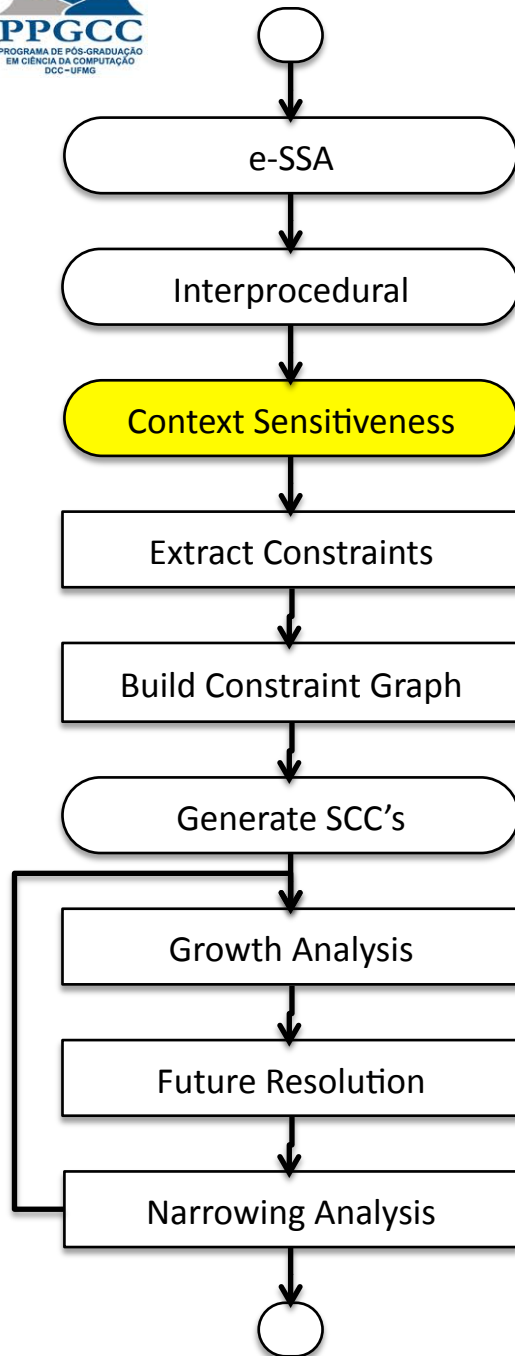 PPGCC
PROGRAMA DE PÓS-GRADUAÇÃO
EM CIÊNCIA DA COMPUTAÇÃO
DCC-UFMG
e-SSA
Interprocedural
Context Sensitiveness
Extract Constraints
Build Constraint Graph
Generate SCC's
Growth Analysis
Future Resolution
Narrowing Analysis